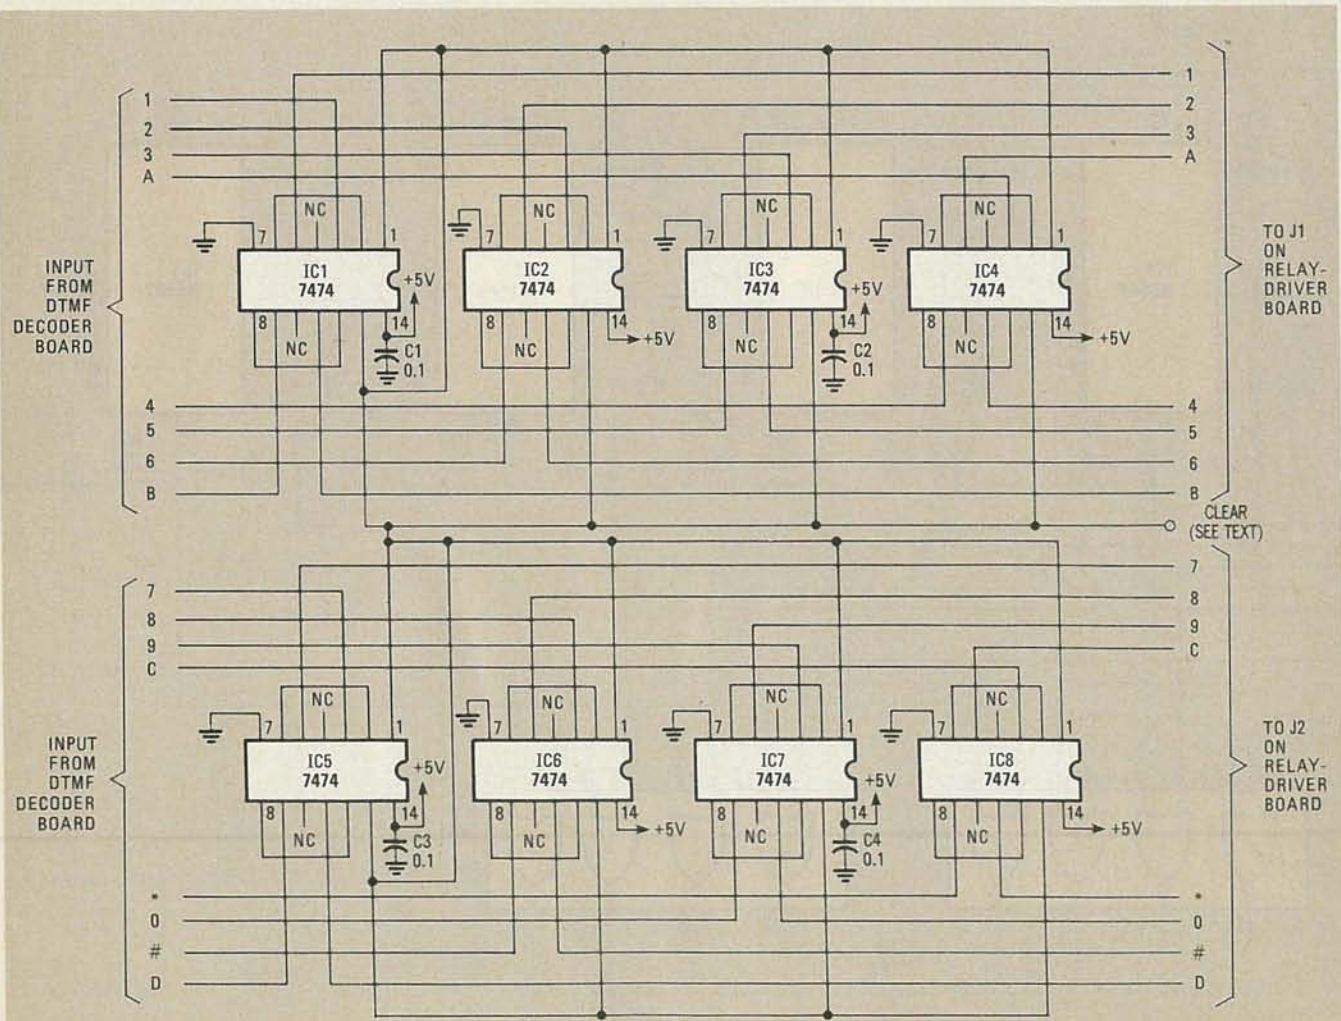 1
2
3
A
1
2
3
A
INPUT
FROM
DTMF
DECODER
BOARD
TO J1
ON
RELAY-
DRIVER
BOARD
7
NC
1
IC1
7474
+5V
8
NC
14
C1
0.1
7
NC
1
IC2
7474
8
NC
14
+5V
7
NC
1
IC3
7474
+5V
8
NC
14
C2
0.1
7
NC
1
IC4
7474
8
NC
14
+5V
4
5
6
B
4
5
6
B
CLEAR
(SEE TEXT)
7
8
9
C
7
8
9
C
INPUT
FROM
DTMF
DECODER
BOARD
TO J2
ON
RELAY-
DRIVER
BOARD
7
NC
1
IC5
7474
+5V
8
NC
14
C3
0.1
7
NC
1
IC6
7474
8
NC
14
+5V
7
NC
1
IC7
7474
+5V
8
NC
14
C4
0.1
7
NC
1
IC8
7474
8
NC
14
+5V
*
0
#
D
*
0
#
D